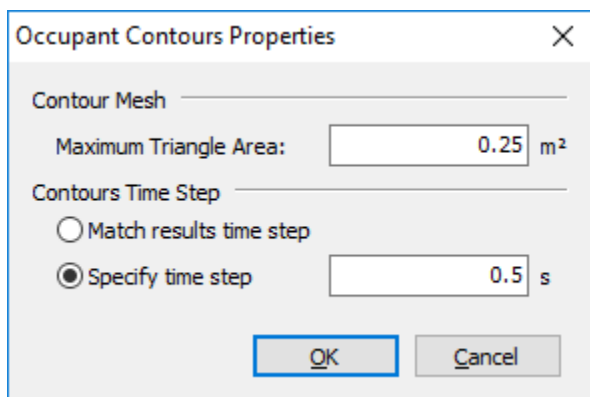 Occupant Contours Properties
Contour Mesh
Maximum Triangle Area: 0.25 m²
Contours Time Step
Match results time step
Specify time step 0.5 s
OK Cancel